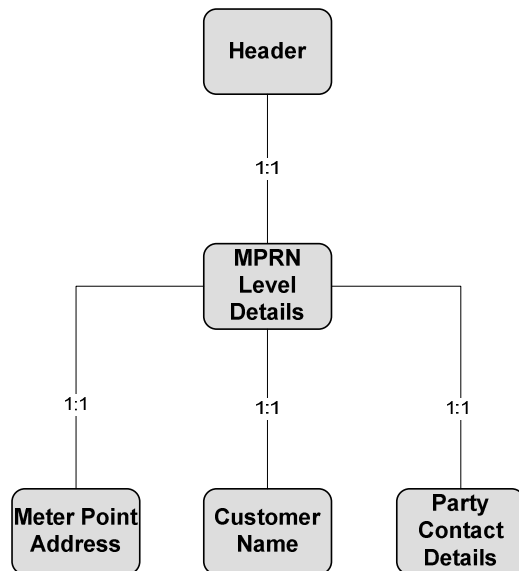 Header
1:1
MPRN
Level
Details
1:1
1:1
1:1
Meter Point
Address
Customer
Name
Party
Contact
Details